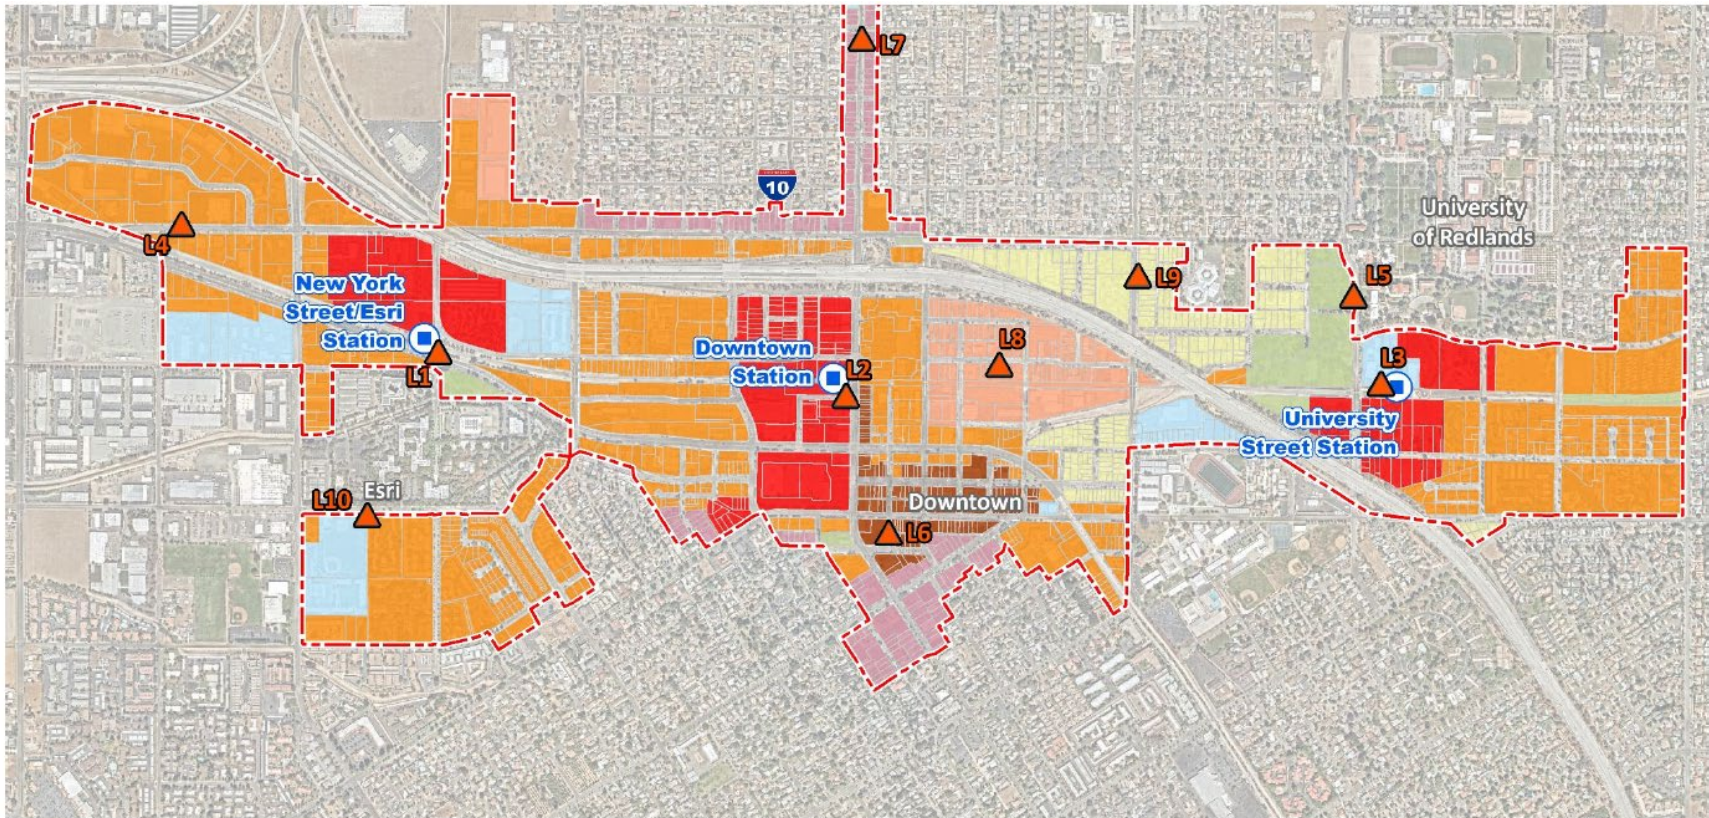 L7
10
University
of Redlands
L4
New York
Street/Esri
Station
L9
L5
L1
Downtown
Station
L2
L8
L3
University
Street Station
L10
Esri
Downtown
L6